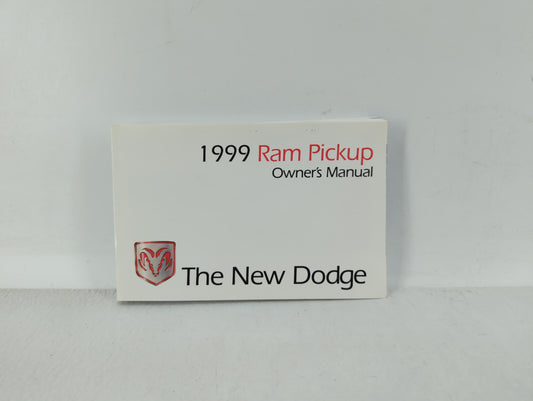 1999 Ram Pickup
Owner's Manual
The New Dodge